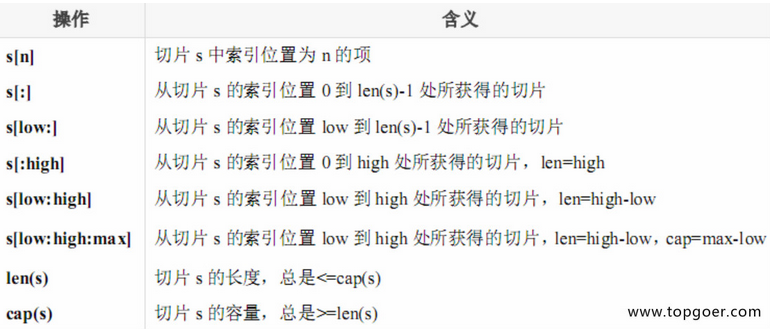 操作 含义
s[n] 切片 s 中索引位置为 n 的项
s[:] 从切片 s 的索引位置 0 到 len(s)-1 处所获得的切片
s[low:] 从切片 s 的索引位置 low 到 len(s)-1 处所获得的切片
s[:high] 从切片 s 的索引位置 0 到 high 处所获得的切片，len=high
s[low:high] 从切片 s 的索引位置 low 到 high 处所获得的切片，len=high-low
s[low:high:max] 从切片 s 的索引位置 low 到 high 处所获得的切片，len=high-low，cap=max-low
len(s) 切片 s 的长度，总是<=cap(s)
cap(s) 切片 s 的容量，总是>=len(s)
www.topgoer.com